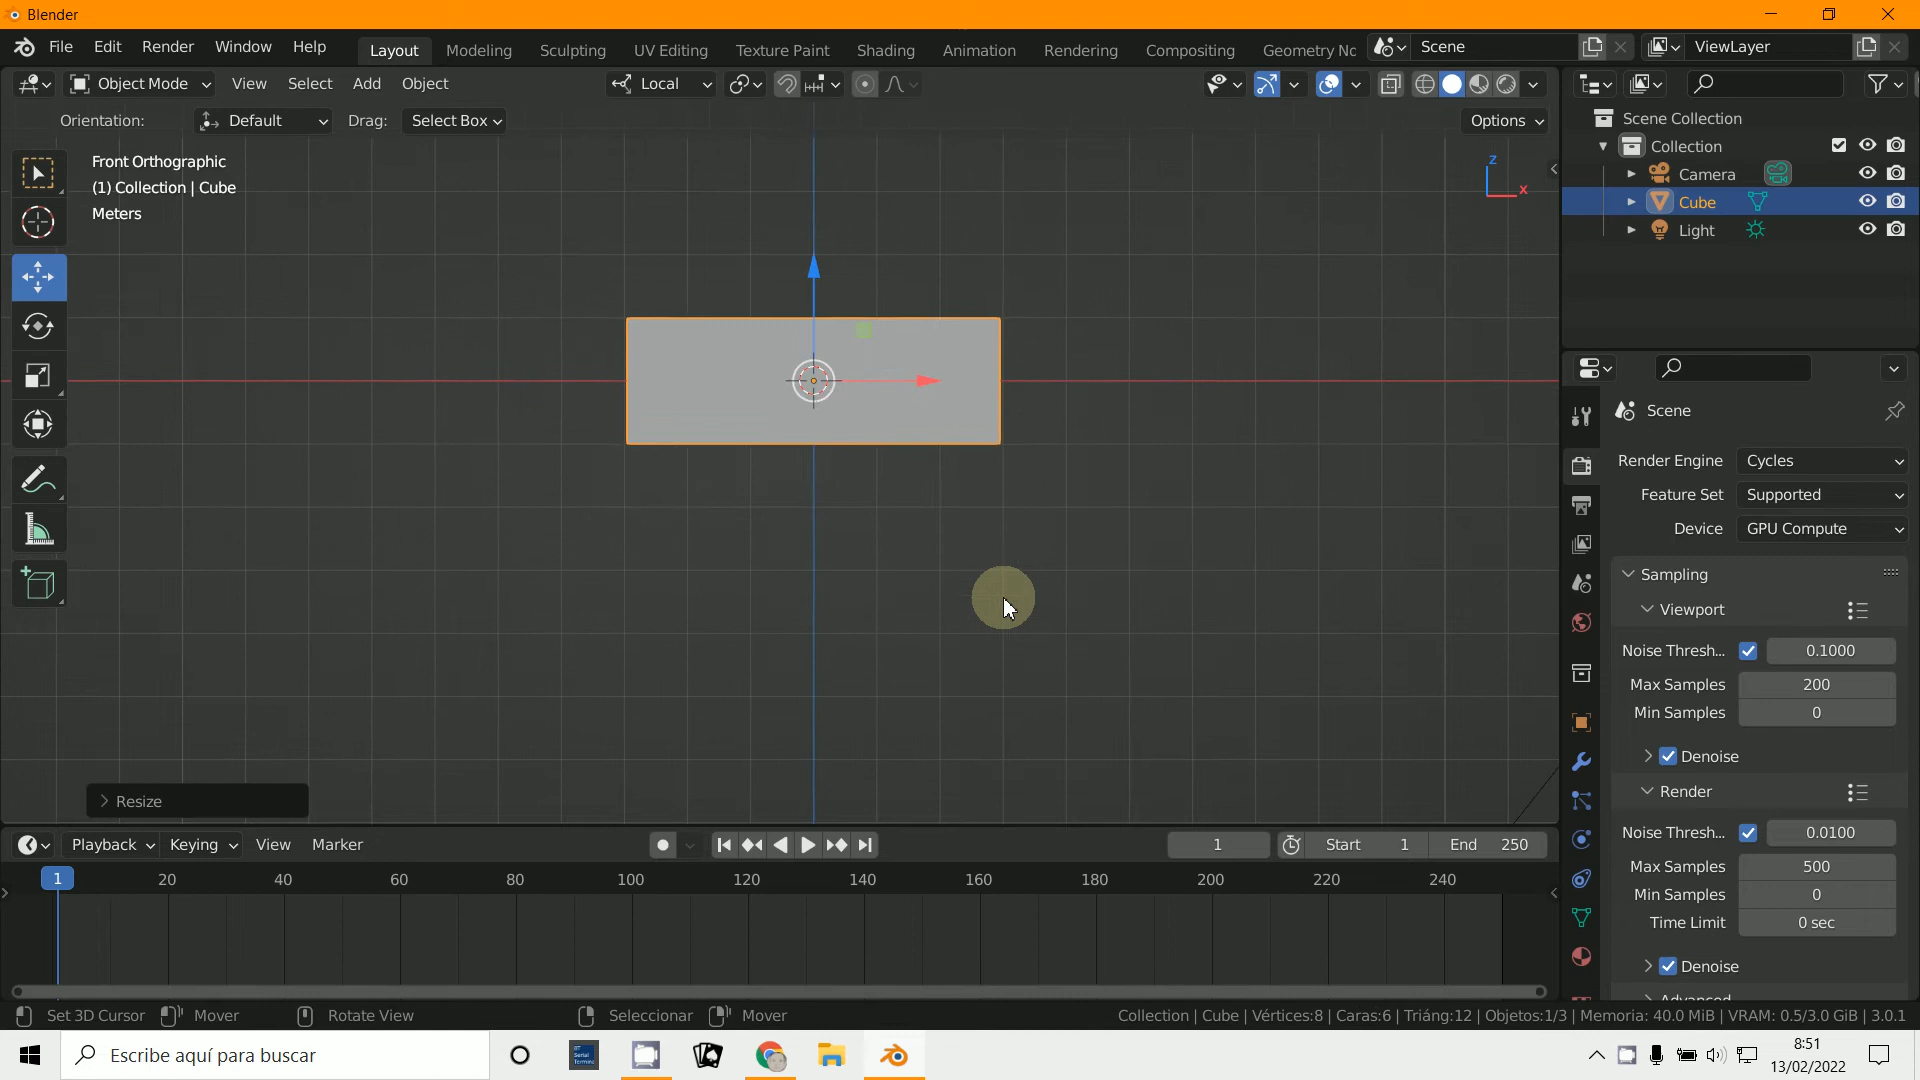 Blender
File Edit Render Window Help Layout Modeling Sculpting UV Editing Texture Paint Shading Animation Rendering Compositing Geometry Nc Scene ViewLayer
Object Mode View Select Add Object Local
Orientation: Default Drag: Select Box Options
Front Orthographic
(1) Collection | Cube
Meters
Z
X
Scene Collection
Collection
Camera
Cube
Light
Scene
Render Engine Cycles
Feature Set Supported
Device GPU Compute
Sampling
Viewport
Noise Thresh... 0.1000
Max Samples 200
Min Samples 0
Denoise
Render
Noise Thresh... 0.0100
Max Samples 500
Min Samples 0
Time Limit 0 sec
Denoise
Advanced
Resize
Playback Keying View Marker 1 Start 1 End 250
1 20 40 60 80 100 120 140 160 180 200 220 240
Set 3D Cursor Mover Rotate View Seleccionar Mover Collection | Cube | Vértices:8 | Caras:6 | Triáng:12 | Objetos:1/3 | Memoria: 40.0 MiB | VRAM: 0.5/3.0 GiB | 3.0.1
Escribe aquí para buscar
8:51
13/02/2022